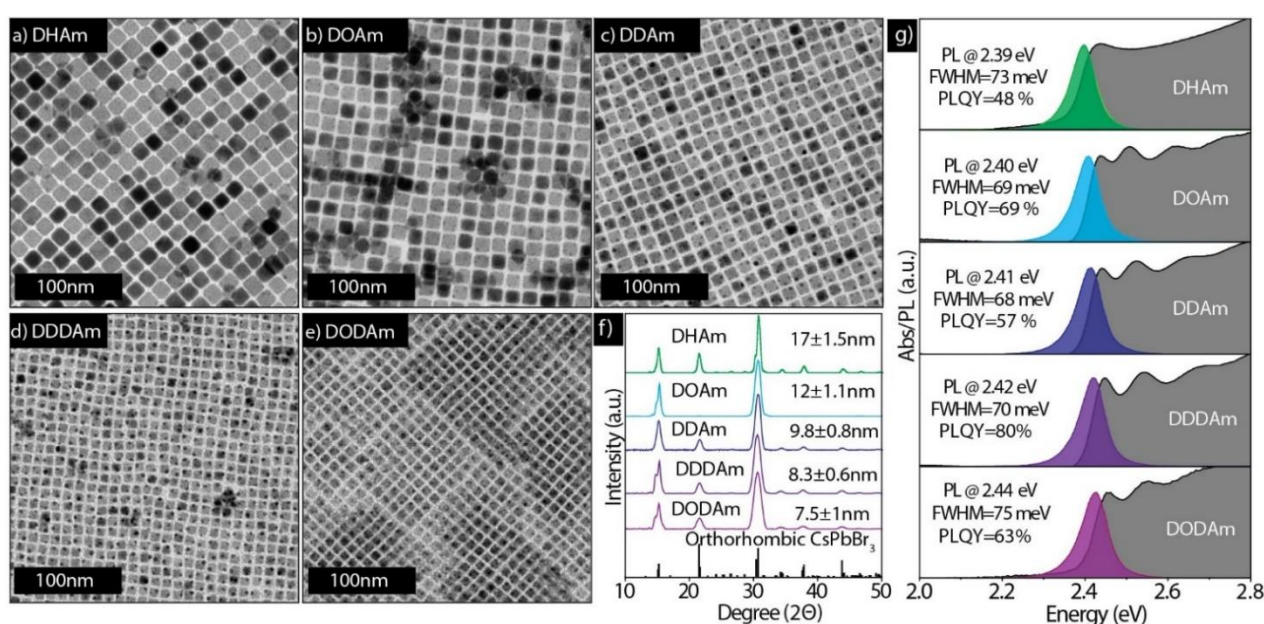 a) DHAm
100nm
b) DOAm
100nm
c) DDAm
100nm
d) DDDAm
100nm
e) DODAm
100nm
f)
DHAm 17±1.5nm
DOAm 12±1.1nm
DDAm 9.8±0.8nm
DDDAm 8.3±0.6nm
DODAm 7.5±1nm
Orthorhombic CsPbBr3
Intensity (a.u.)
10 20 30 40 50
Degree (2Θ)
g)
PL @ 2.39 eV
FWHM=73 meV
PLQY=48 %
DHAm
PL @ 2.40 eV
FWHM=69 meV
PLQY=69 %
DOAm
PL @ 2.41 eV
FWHM=68 meV
PLQY=57 %
DDAm
PL @ 2.42 eV
FWHM=70 meV
PLQY=80%
DDDAm
PL @ 2.44 eV
FWHM=75 meV
PLQY=63%
DODAm
Abs/PL (a.u.)
2.0 2.2 2.4 2.6 2.8
Energy (eV)